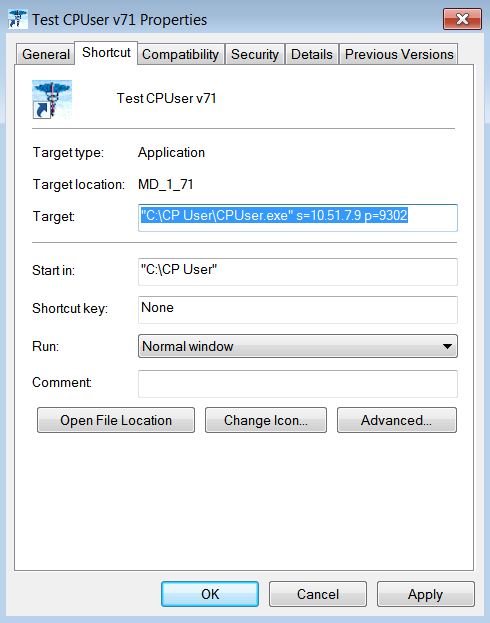 Test CPUser v71 Properties
General Shortcut Compatibility Security Details Previous Versions
Test CPUser v71
Target type: Application
Target location: MD_1_71
Target: "C:\CP User\CPUser.exe" s=10.51.7.9 p=9302
Start in: "C:\CP User"
Shortcut key: None
Run: Normal window
Comment:
Open File Location Change Icon... Advanced...
OK Cancel Apply